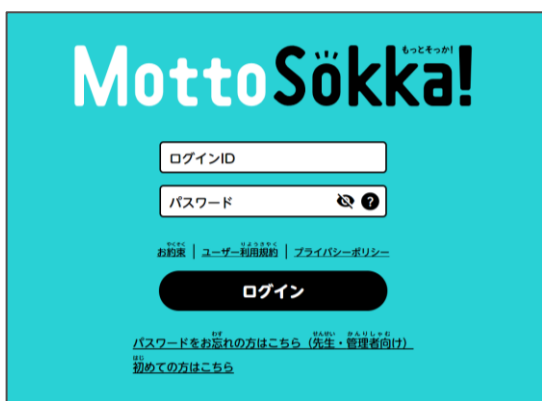 もっとそっか!
MottoSokka!
ログインID
パスワード ?
お約束 | ユーザー利用規約 | プライバシーポリシー
ログイン
パスワードをお忘れの方はこちら（先生・管理者向け）
初めての方はこちら